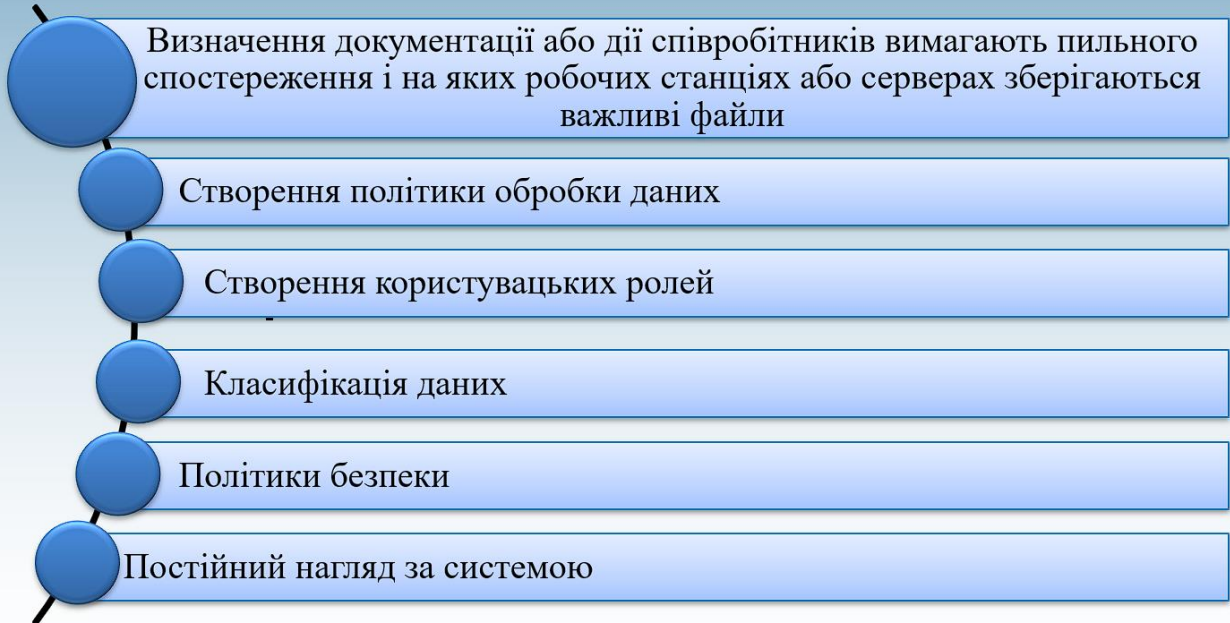 Визначення документації або дії співробітників вимагають пильного
спостереження і на яких робочих станціях або серверах зберігаються
важливі файли
Створення політики обробки даних
Створення користувацьких ролей
Класифікація даних
Політики безпеки
Постійний нагляд за системою